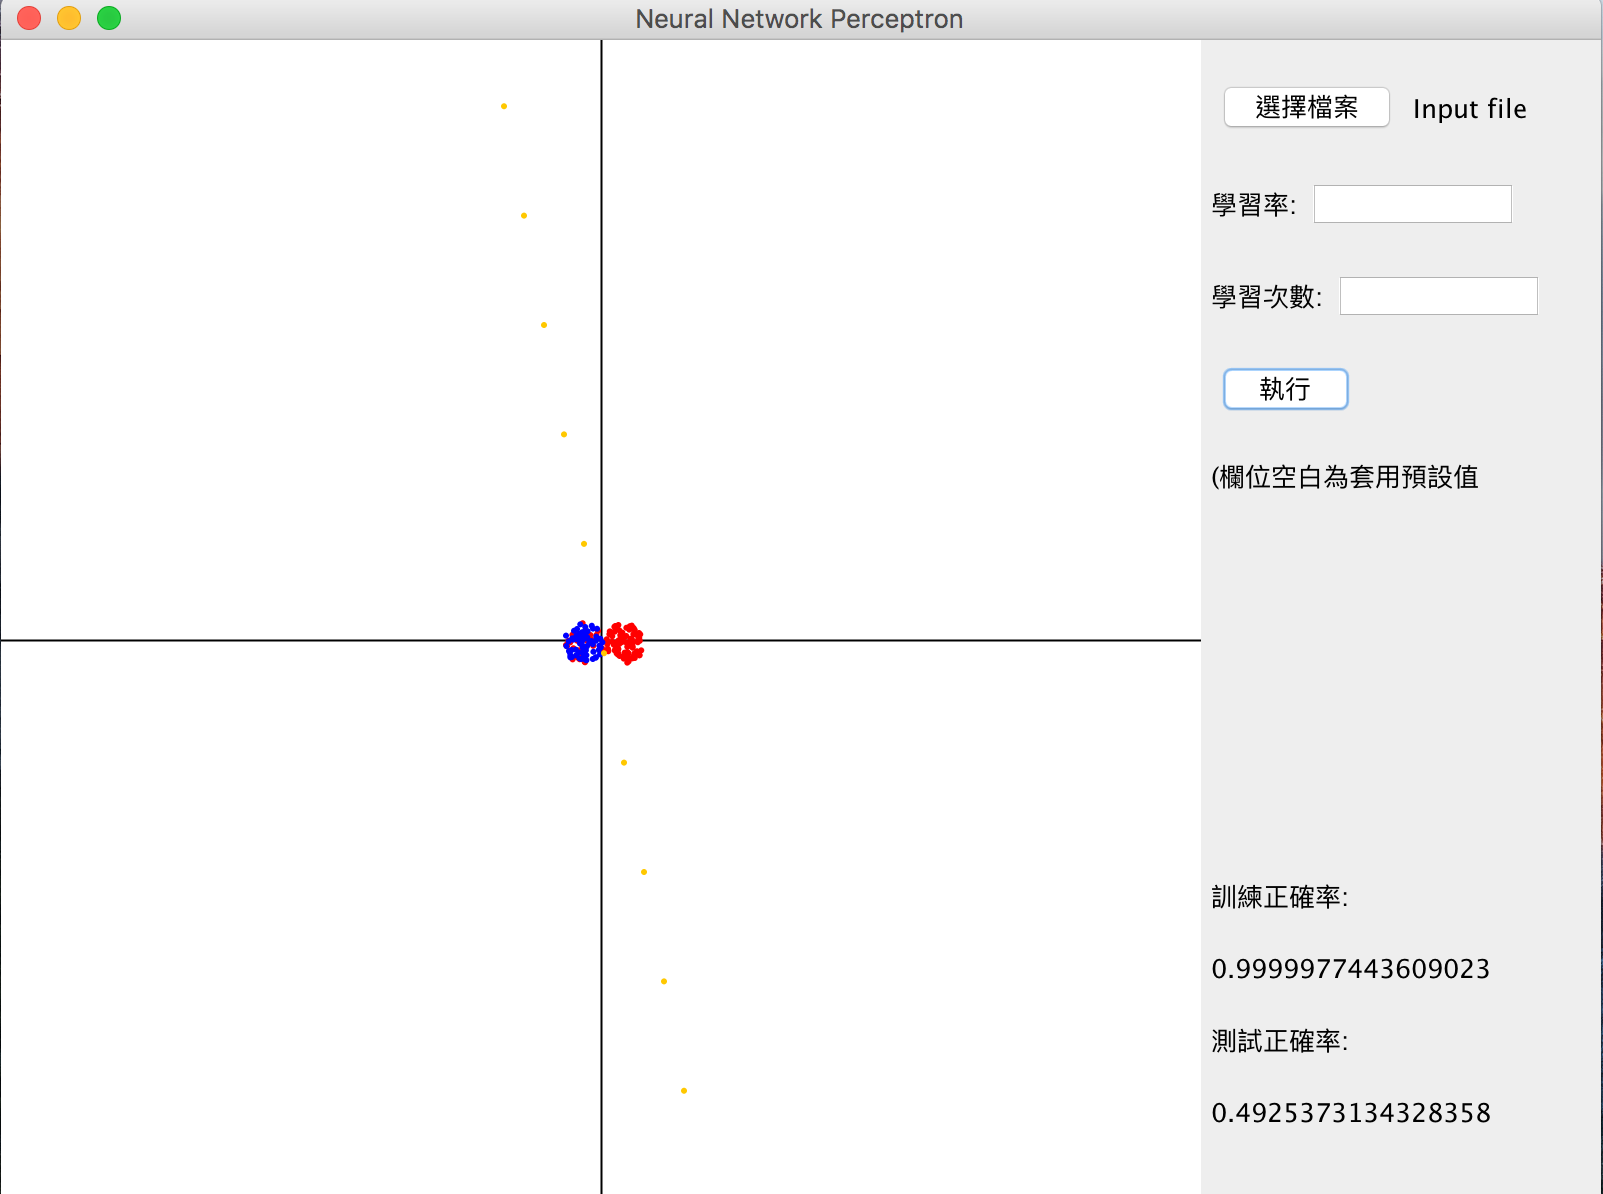 Neural Network Perceptron
選擇檔案 Input file
學習率:
學習次數:
執行
(欄位空白為套用預設值
訓練正確率:
0.9999977443609023
測試正確率:
0.4925373134328358